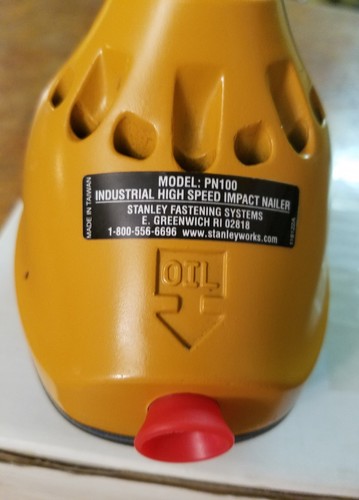 MODEL: PN100
INDUSTRIAL HIGH SPEED IMPACT NAILER
STANLEY FASTENING SYSTEMS
E. GREENWICH RI 02818
1-800-556-6696 www.stanleyworks.com
MADE IN TAIWAN
OIL